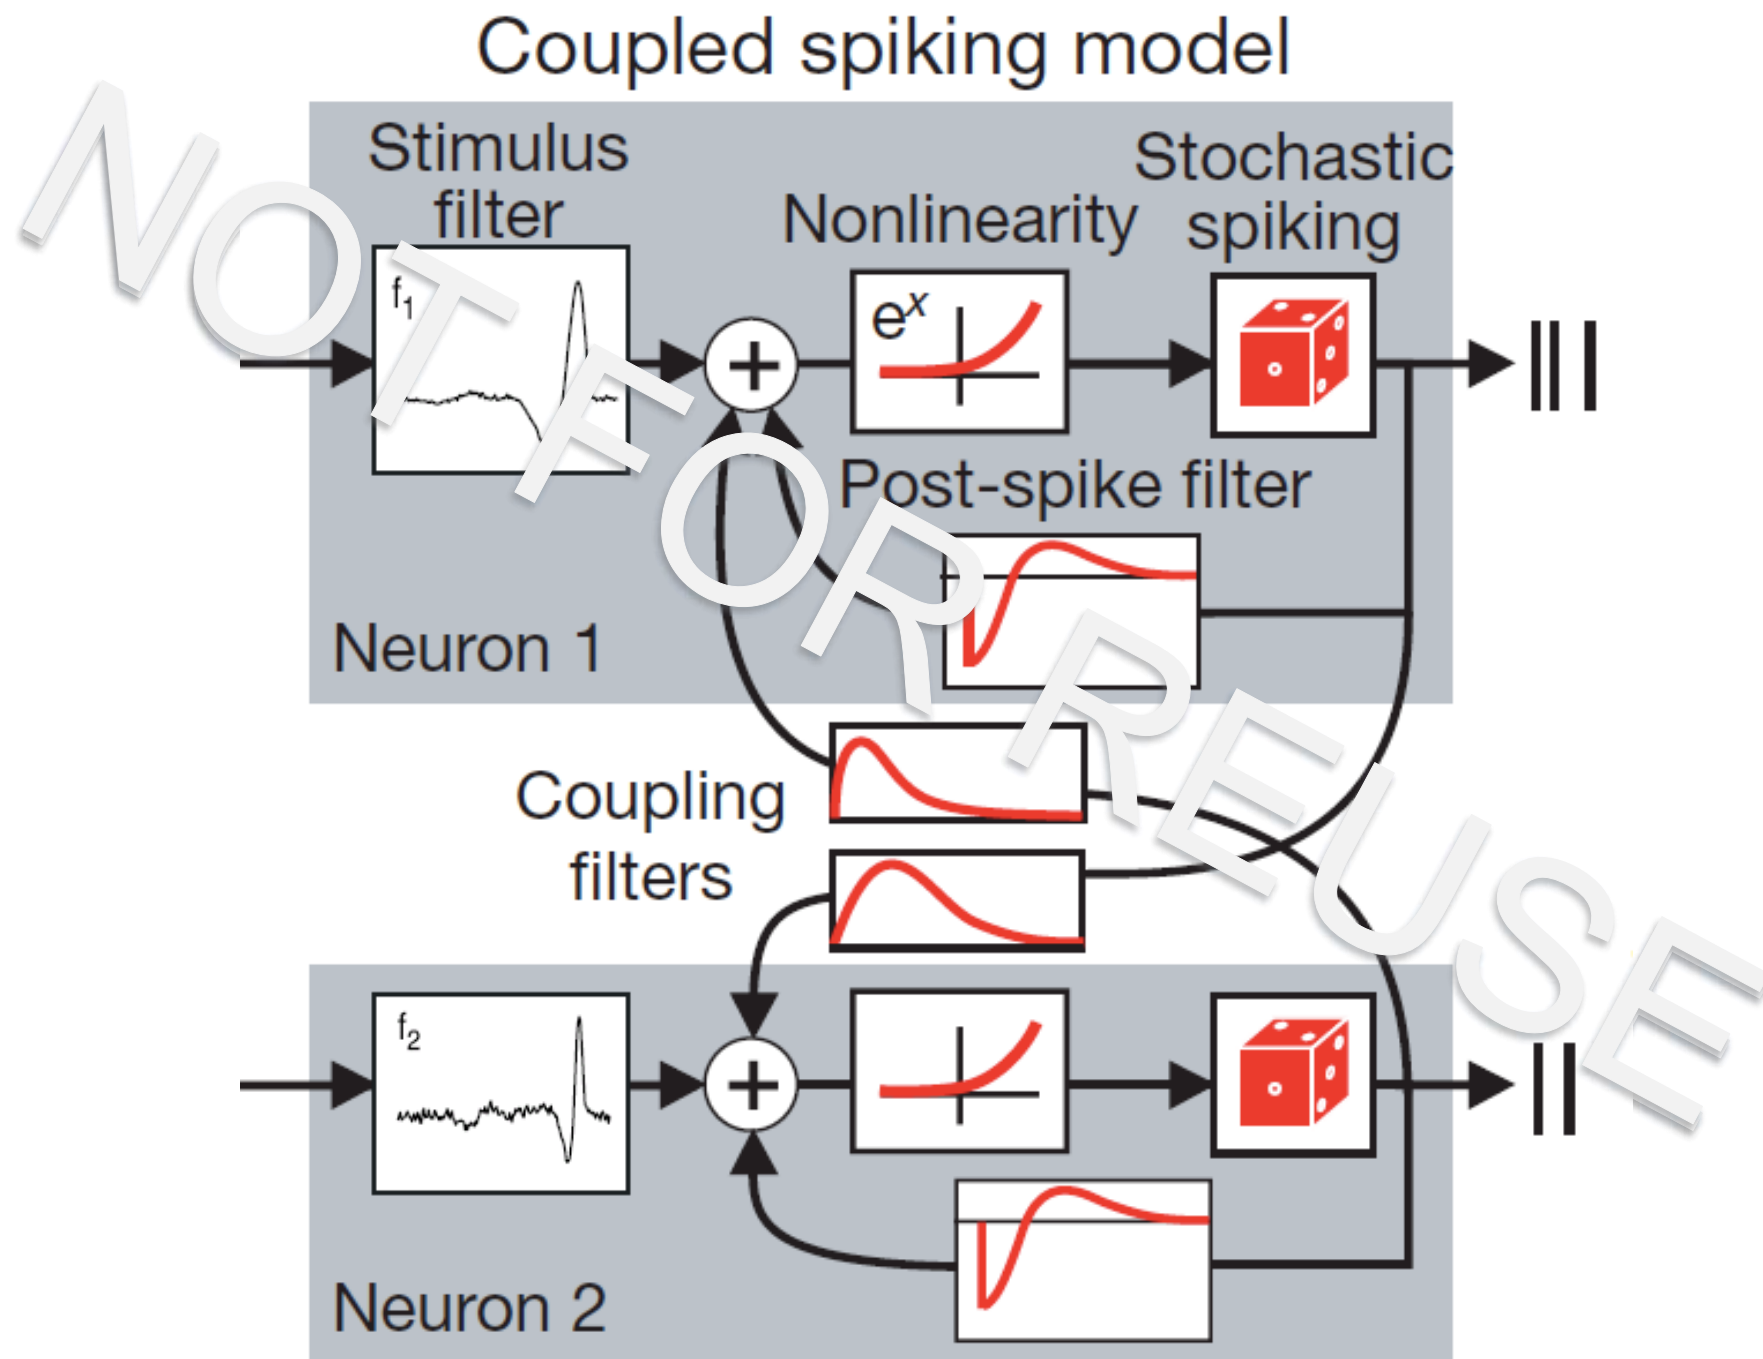 Coupled spiking model
Stimulus
filter
Nonlinearity
Stochastic
spiking
f1
+
eˣ
Post-spike filter
Neuron 1
Coupling
filters
f2
+
Neuron 2
NOT FOR REUSE